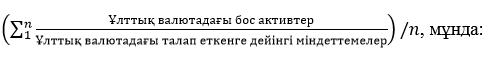 (∑₁ⁿ Ұлттық валютадағы бос активтер / Ұлттық валютадағы талап еткенге дейінгі міндеттемелер) /n, мұнда: